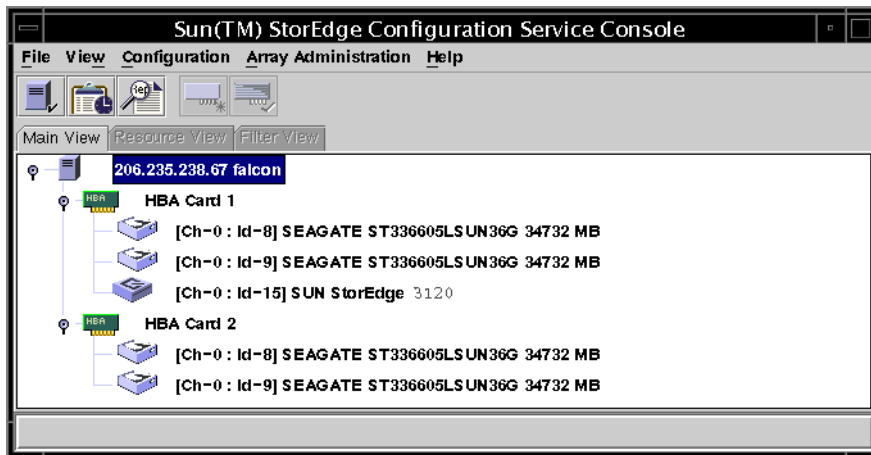 Sun(TM) StorEdge Configuration Service Console
File View Configuration Array Administration Help
Rep
Main View Resource View Filter View
206.235.238.67 falcon
HBA HBA Card 1
[Ch-0 : Id-8] SEAGATE ST336605LSUN36G 34732 MB
[Ch-0 : Id-9] SEAGATE ST336605LSUN36G 34732 MB
[Ch-0 : Id-15] SUN StorEdge 3120
HBA HBA Card 2
[Ch-0 : Id-8] SEAGATE ST336605LSUN36G 34732 MB
[Ch-0 : Id-9] SEAGATE ST336605LSUN36G 34732 MB